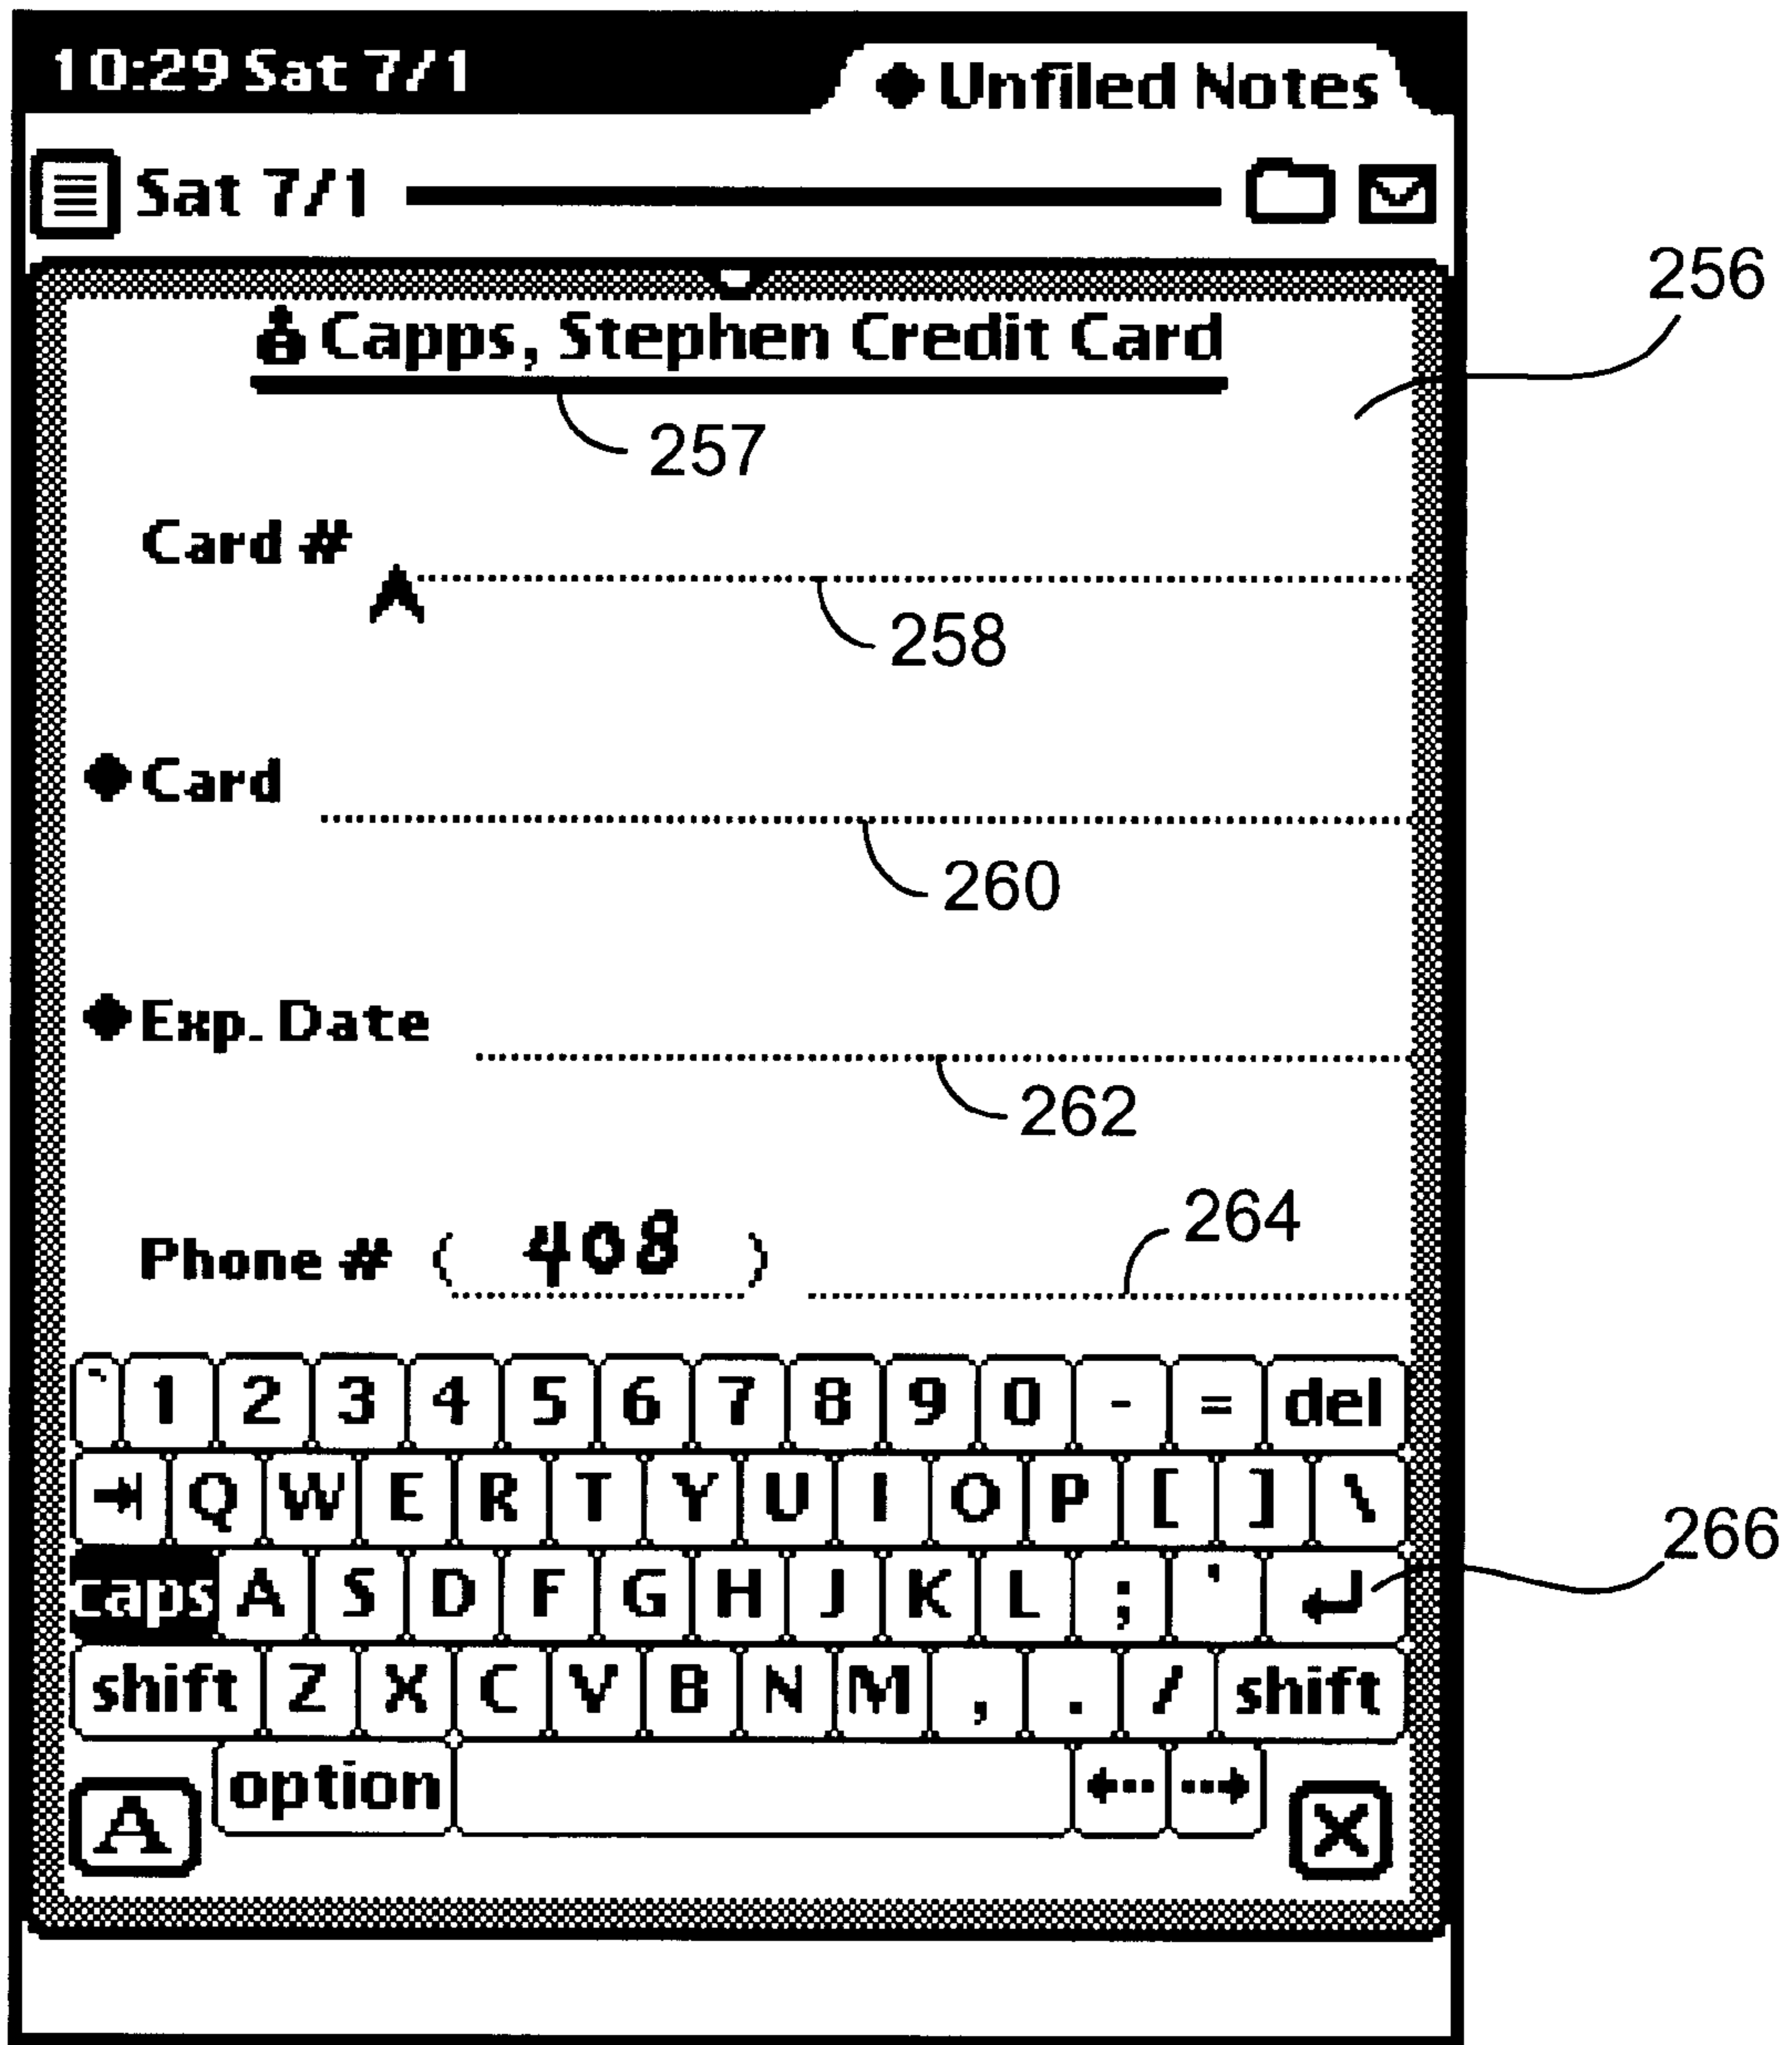 10:29 Sat 7/1 ◆Unfiled Notes
Sat 7/1
256
Capps, Stephen Credit Card
257
Card #
258
◆Card
260
◆Exp. Date
262
264
Phone # ( 408 )
` 1 2 3 4 5 6 7 8 9 0 - = del
→| Q W E R T Y U I O P [ ] \
266
caps A S D F G H J K L ; ' ↵
shift Z X C V B N M , . / shift
A option ← → X